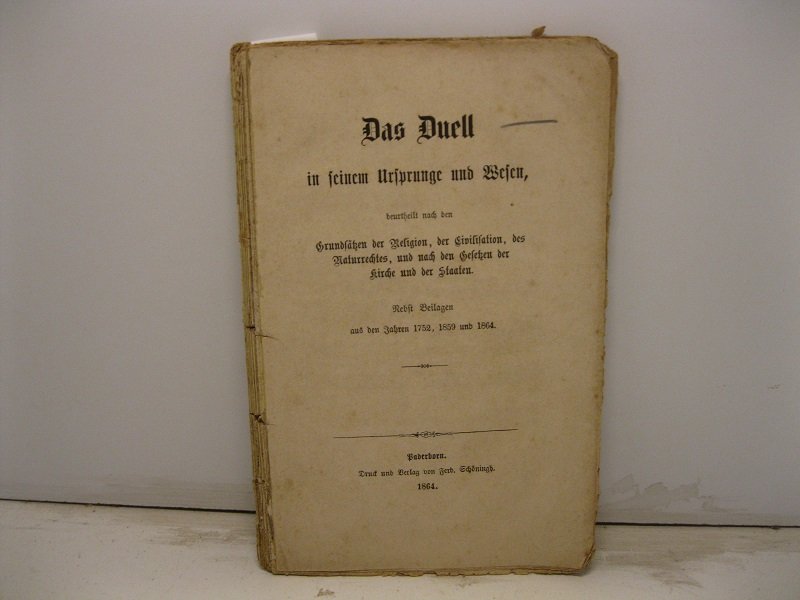 Das Duell
in seinem Ursprunge und Wesen,
beurtheilt nach den
Grundsätzen der Religion, der Civilisation, des
Naturrechtes, und nach den Gesetzen der
Kirche und der Staaten.
Nebst Beilagen
aus den Jahren 1752, 1859 und 1864.
Paderborn.
Druck und Verlag von Ferd. Schöningh.
1864.